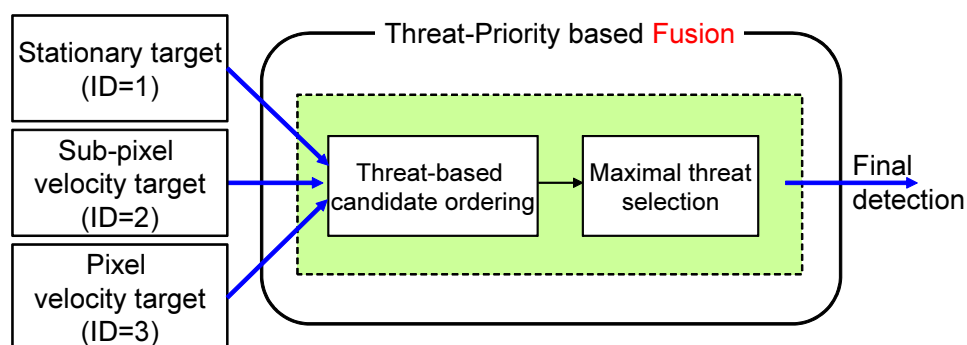 Stationary target
(ID=1)
Sub-pixel
velocity target
(ID=2)
Pixel
velocity target
(ID=3)
Threat-Priority based Fusion
Threat-based
candidate ordering
Maximal threat
selection
Final
detection